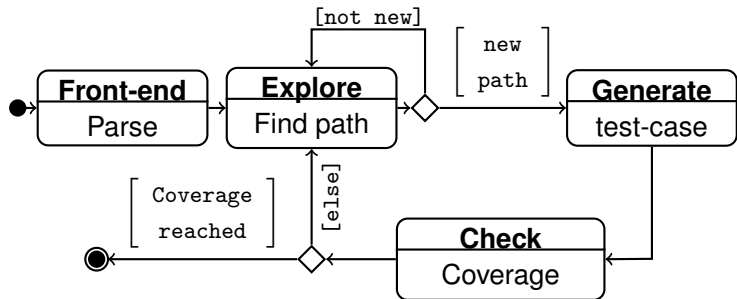 [not new]
new
path
Front-end
Parse
Explore
Find path
Generate
test-case
Coverage
reached
[else]
Check
Coverage